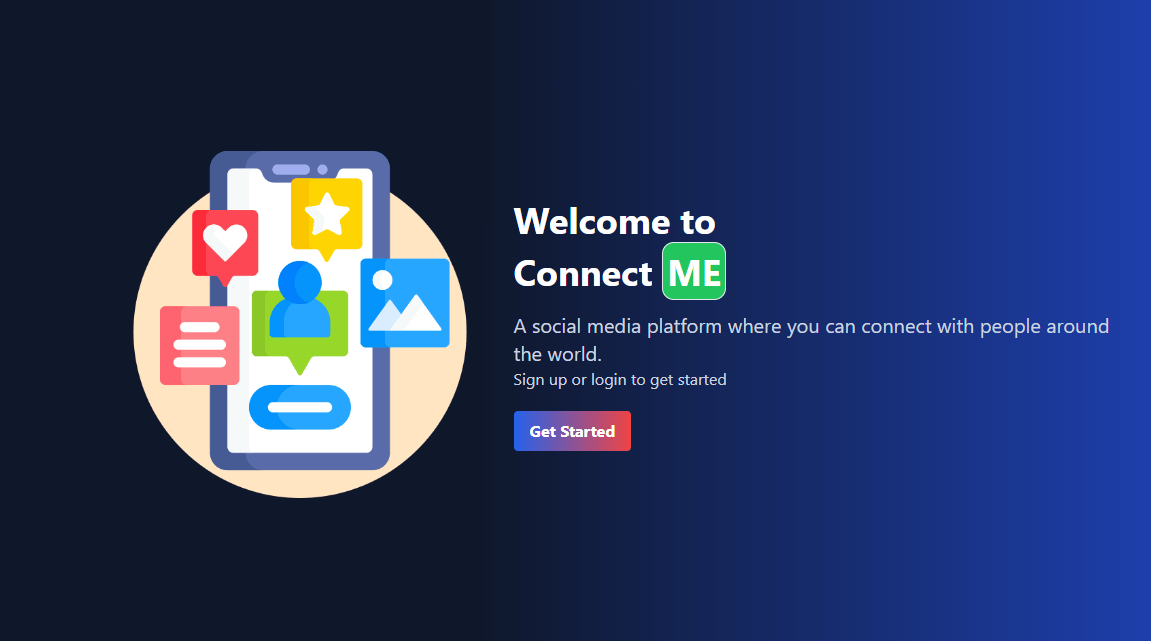 Welcome to
Connect ME
A social media platform where you can connect with people around
the world.
Sign up or login to get started
Get Started